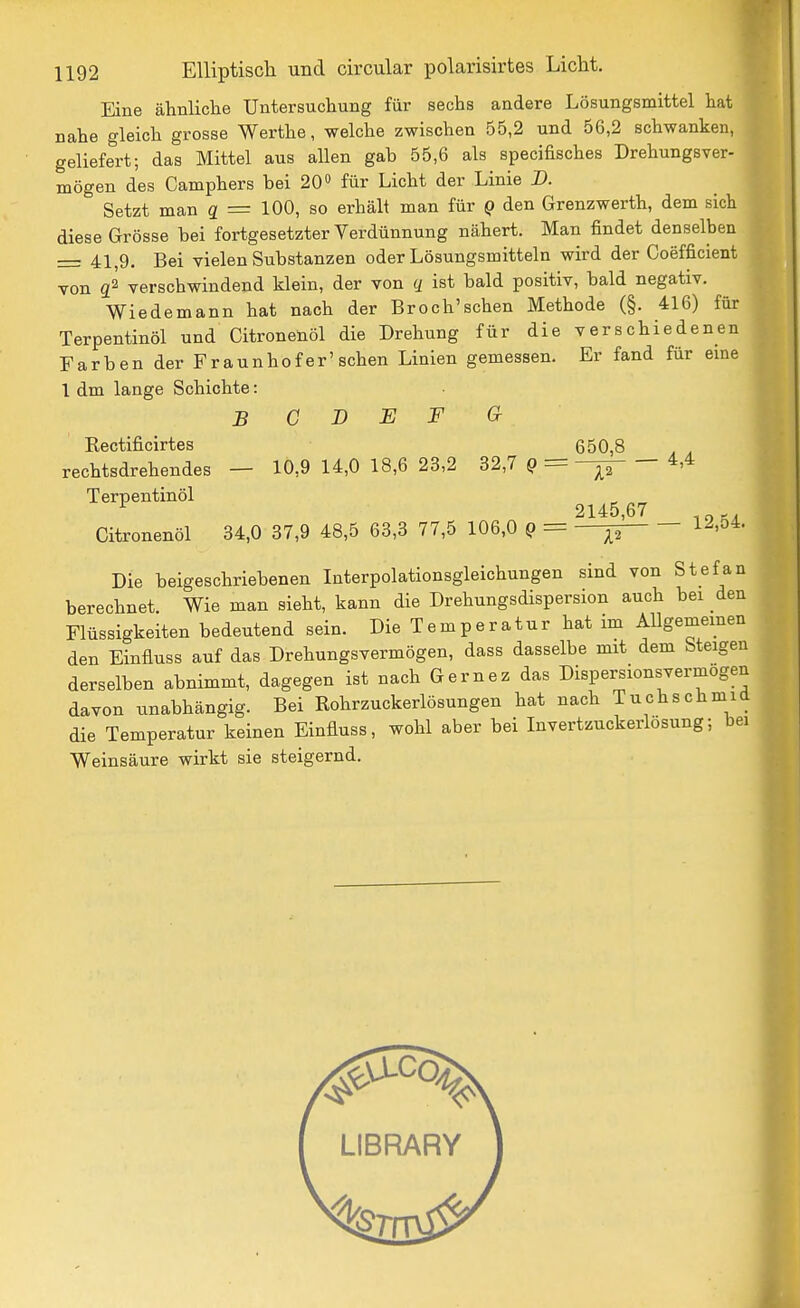 1192 Elliptisch und circular polarisirtes Licht.
Eine ähnliche Untersuchung für sechs andere Lösungsmittel hat
nahe gleich grosse Werthe, welche zwischen 55,2 und 56,2 schwanken,
geliefert; das Mittel aus allen gab 55,6 als specifisches Drehungsver-
mögen des Camphers bei 20⁰ für Licht der Linie D.
Setzt man q = 100, so erhält man für ϱ den Grenzwerth, dem sich
diese Grösse bei fortgesetzter Verdünnung nähert. Man findet denselben
= 41,9. Bei vielen Substanzen oder Lösungsmitteln wird der Coëfficient
von q² verschwindend klein, der von q ist bald positiv, bald negativ.
Wiedemann hat nach der Broch'schen Methode (§. 416) für
Terpentinöl und Citronenöl die Drehung für die verschiedenen
Farben der Fraunhofer'schen Linien gemessen. Er fand für eine
1 dm lange Schichte:
B C D E F G
Rectificirtes
rechtsdrehendes — 10,9 14,0 18,6 23,2 32,7 ϱ = 650,8/λ² — 4,4
Terpentinöl
Citronenöl 34,0 37,9 48,5 63,3 77,5 106,0 ϱ = 2145,67/λ² — 12,54.
Die beigeschriebenen Interpolationsgleichungen sind von Stefan
berechnet. Wie man sieht, kann die Drehungsdispersion auch bei den
Flüssigkeiten bedeutend sein. Die Temperatur hat im Allgemeinen
den Einfluss auf das Drehungsvermögen, dass dasselbe mit dem Steigen
derselben abnimmt, dagegen ist nach Gernez das Dispersionsvermögen
davon unabhängig. Bei Rohrzuckerlösungen hat nach Tuchschmid
die Temperatur keinen Einfluss, wohl aber bei Invertzuckerlösung; bei
Weinsäure wirkt sie steigernd.
LIBRARY